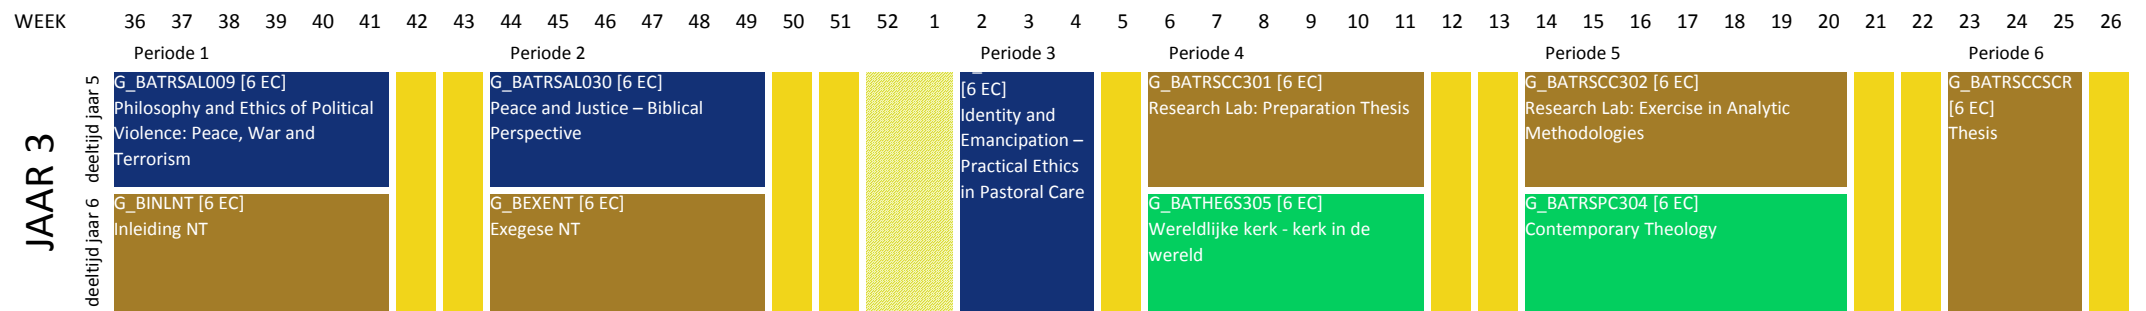 WEEK 36 37 38 39 40 41 42 43 44 45 46 47 48 49 50 51 52 1 2 3 4 5 6 7 8 9 10 11 12 13 14 15 16 17 18 19 20 21 22 23 24 25 26
Periode 1 Periode 2 Periode 3 Periode 4 Periode 5 Periode 6
JAAR 3
deeltijd jaar 5
deeltijd jaar 6
G_BATRSAL009 [6 EC]
Philosophy and Ethics of Political
Violence: Peace, War and
Terrorism
G_BINLNT [6 EC]
Inleiding NT
G_BATRSAL030 [6 EC]
Peace and Justice – Biblical
Perspective
G_BEXENT [6 EC]
Exegese NT
[6 EC]
Identity and
Emancipation –
Practical Ethics
in Pastoral Care
G_BATRSCC301 [6 EC]
Research Lab: Preparation Thesis
G_BATHE6S305 [6 EC]
Wereldlijke kerk - kerk in de
wereld
G_BATRSCC302 [6 EC]
Research Lab: Exercise in Analytic
Methodologies
G_BATRSPC304 [6 EC]
Contemporary Theology
G_BATRSCCSCR
[6 EC]
Thesis